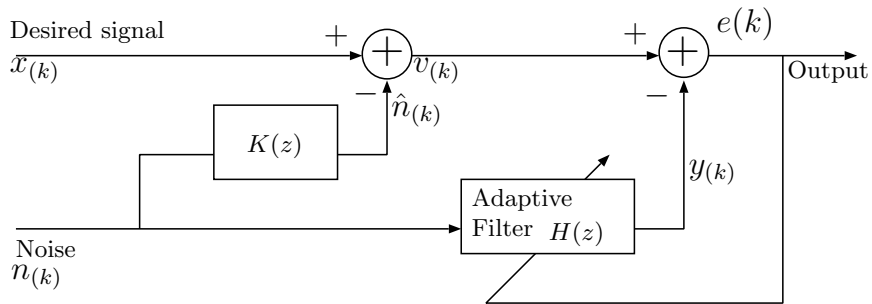 Desired signal
x(k)
+
+
−
v(k)
n̂(k)
K(z)
+
+
−
e(k)
Output
y(k)
Adaptive
Filter H(z)
Noise
n(k)